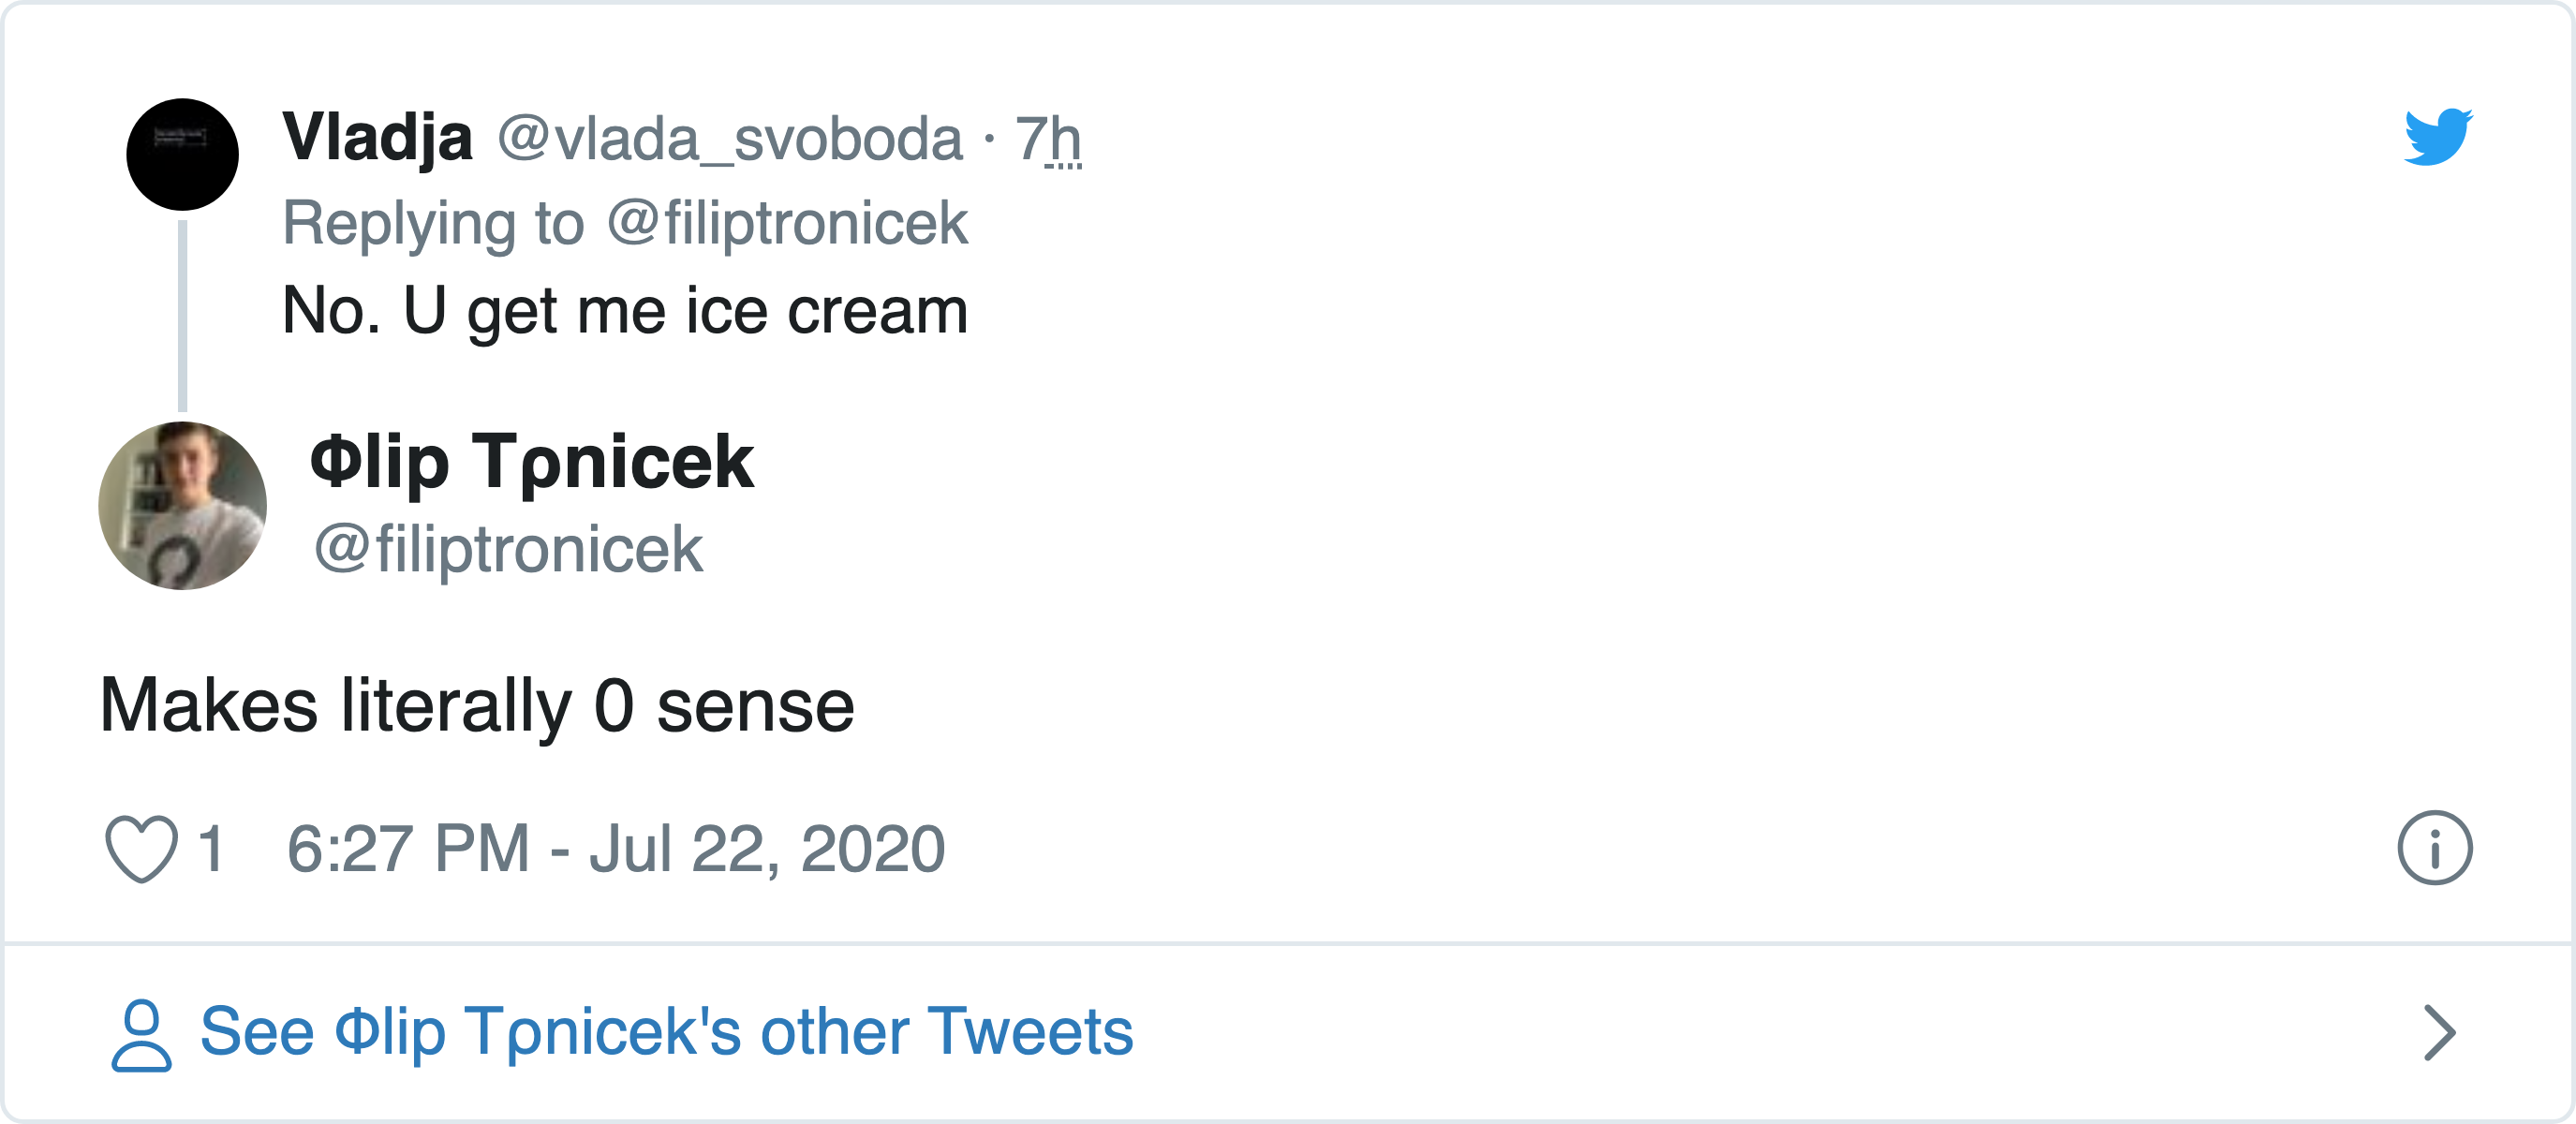 Vladja @vlada_svoboda · 7h
Replying to @filiptronicek
No. U get me ice cream
Φlip Tρnicek
@filiptronicek
Makes literally 0 sense
1 6:27 PM - Jul 22, 2020
See Φlip Tρnicek's other Tweets